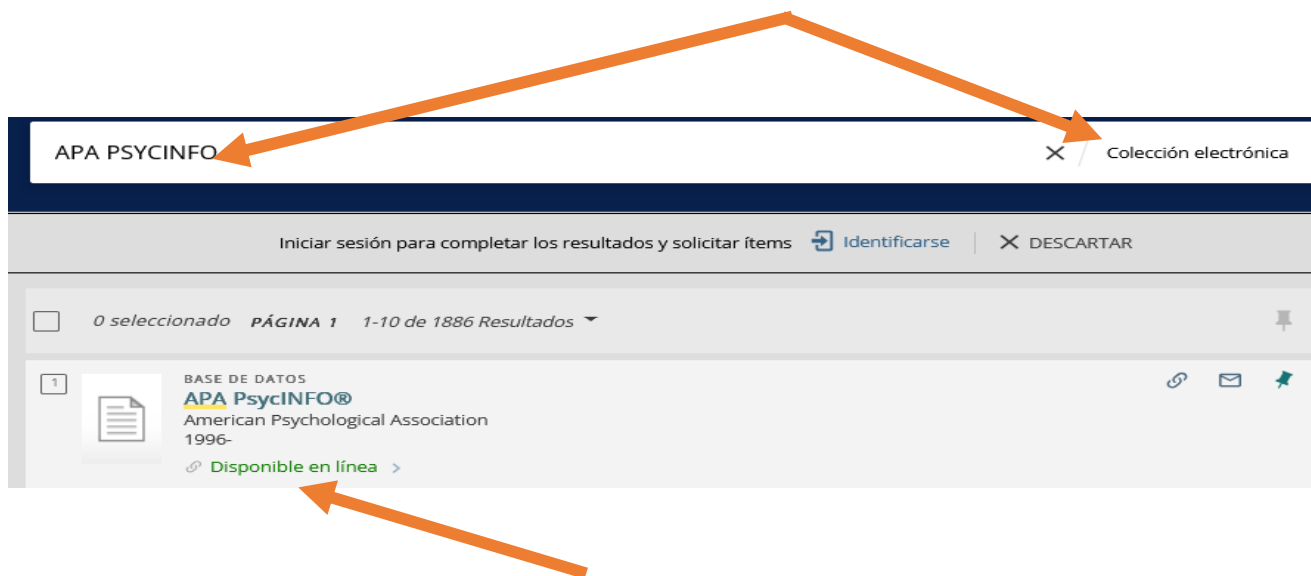 APA PSYCINFO
Colección electrónica
Iniciar sesión para completar los resultados y solicitar ítems Identificarse DESCARTAR
0 seleccionado PÁGINA 1 1-10 de 1886 Resultados
1
BASE DE DATOS
APA PsycINFO®
American Psychological Association
1996-
Disponible en línea